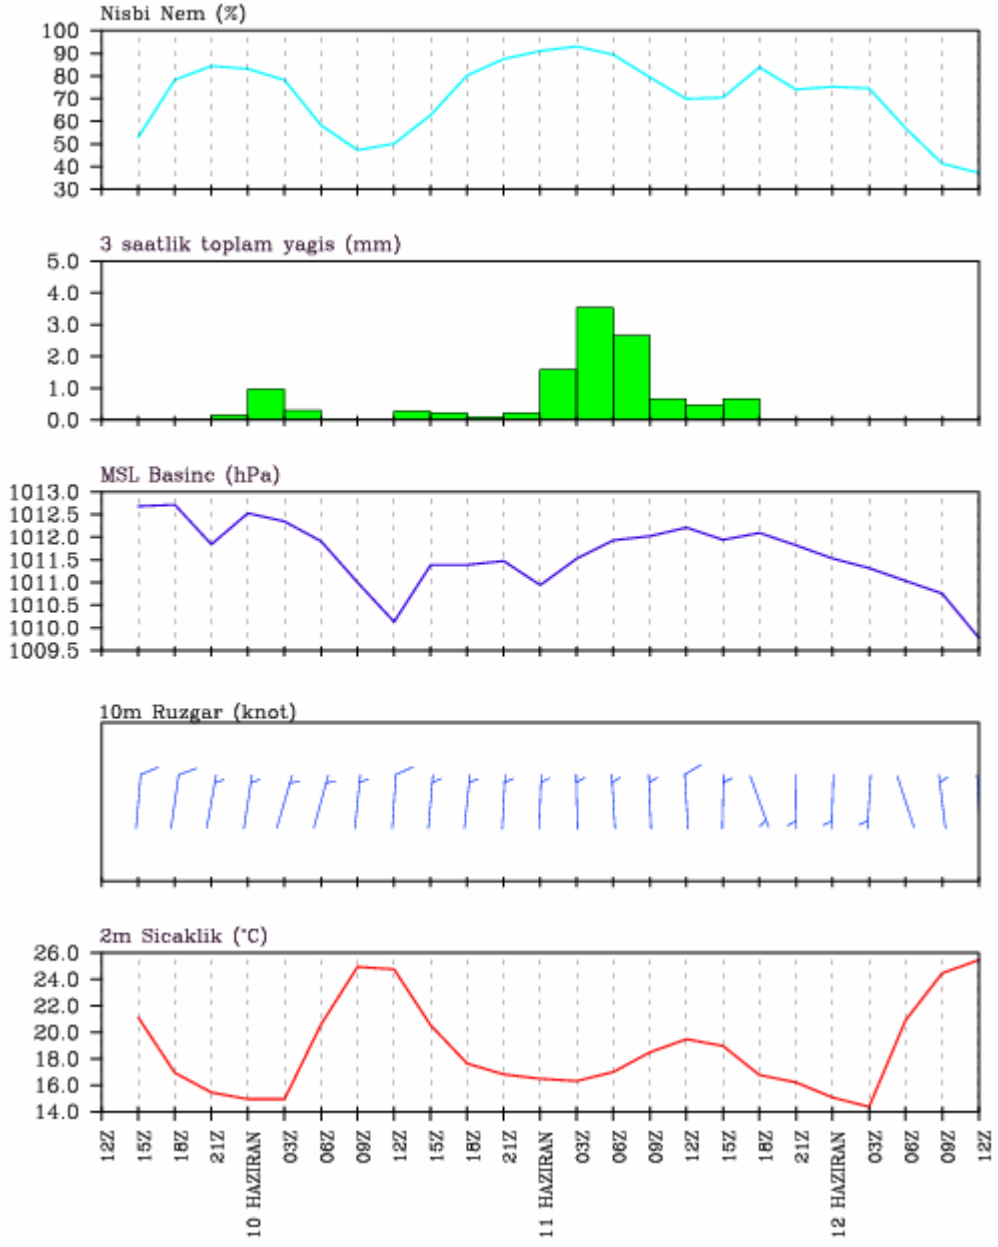 Nisbi Nem (%)
100
90
80
70
60
50
40
30
3 saatlik toplam yagis (mm)
5.0
4.0
3.0
2.0
1.0
0.0
MSL Basinc (hPa)
1013.0
1012.5
1012.0
1011.5
1011.0
1010.5
1010.0
1009.5
10m Ruzgar (knot)
2m Sicaklik (°C)
26.0
24.0
22.0
20.0
18.0
16.0
14.0
12Z
15Z
18Z
21Z
10 HAZIRAN
03Z
06Z
09Z
12Z
15Z
18Z
21Z
11 HAZIRAN
03Z
06Z
09Z
12Z
15Z
18Z
21Z
12 HAZIRAN
03Z
06Z
09Z
12Z